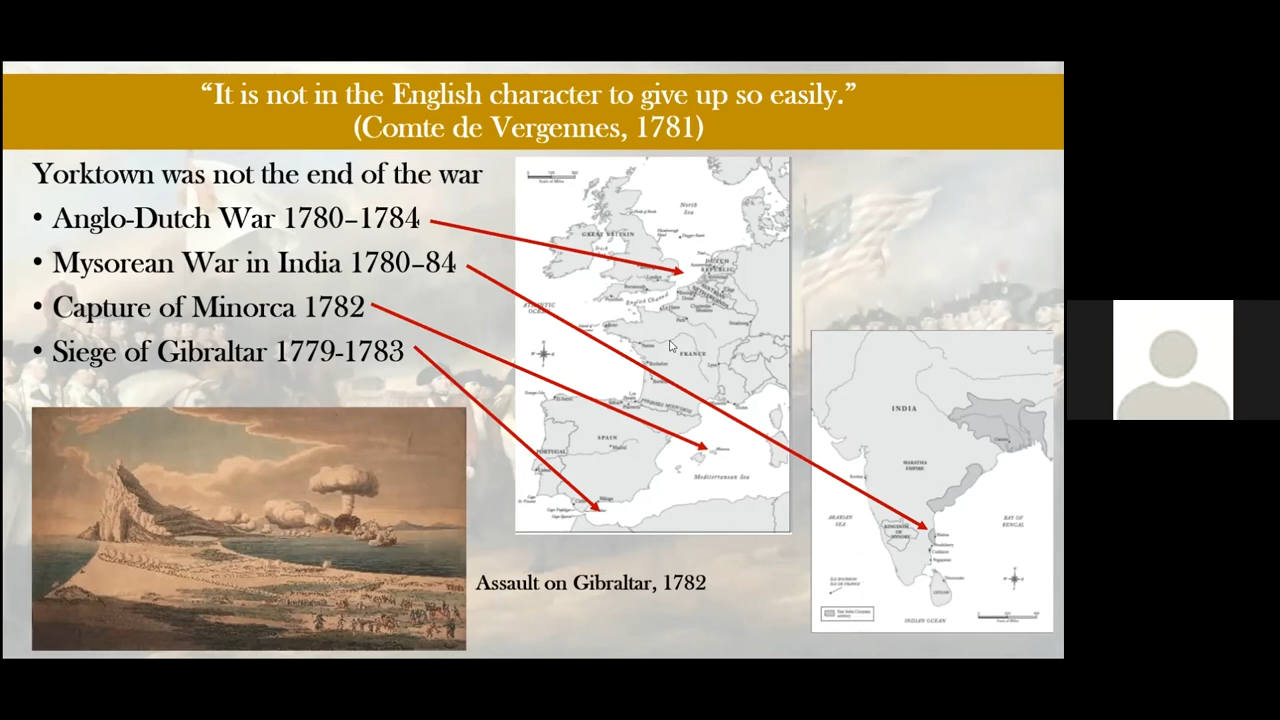 “It is not in the English character to give up so easily.”
(Comte de Vergennes, 1781)
Yorktown was not the end of the war
• Anglo-Dutch War 1780–1784
• Mysorean War in India 1780–84
• Capture of Minorca 1782
• Siege of Gibraltar 1779-1783
Assault on Gibraltar, 1782
North
Sea
GREAT BRITAIN
DUTCH
REPUBLIC
English Channel
ATLANTIC
OCEAN
FRANCE
SPAIN
PORTUGAL
Mediterranean Sea
INDIA
MARATHA
EMPIRE
ARABIAN
SEA
KINGDOM
OF
MYSORE
BAY OF
BENGAL
CEYLON
INDIAN OCEAN